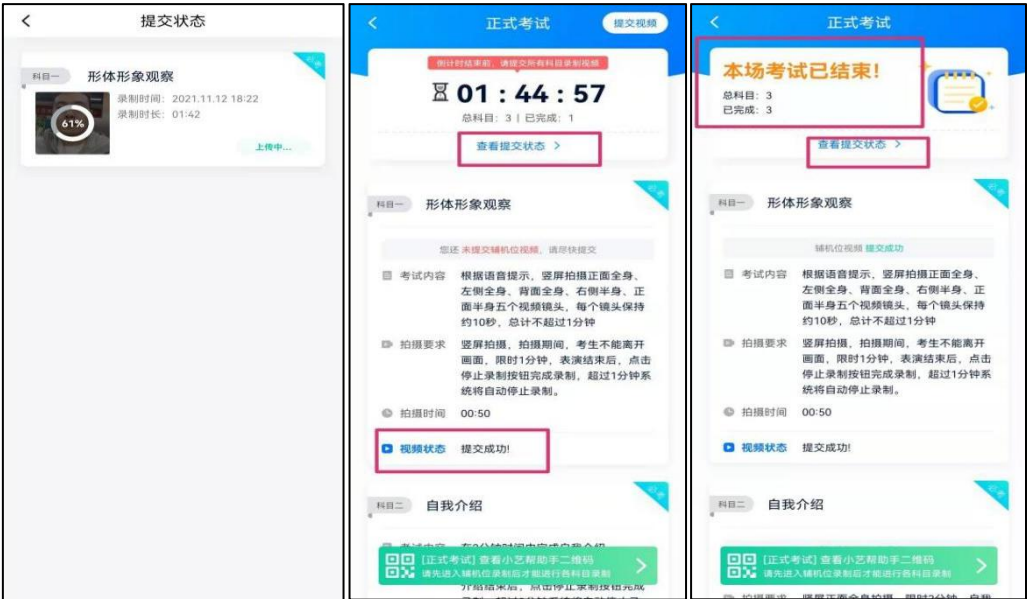 提交状态
必考
科目一 形体形象观察
录制时间: 2021.11.12 18:22
录制时长: 01:42
61%
上传中...
正式考试
提交视频
倒计时结束前，请提交所有科目录制视频
01 : 44 : 57
总科目: 3 | 已完成: 1
查看提交状态 >
必考
科目一 形体形象观察
您还 未提交辅机位视频, 请尽快提交
考试内容 根据语音提示，竖屏拍摄正面全身、
左侧全身、背面全身、右侧半身、正
面半身五个视频镜头，每个镜头保持
约10秒，总计不超过1分钟
拍摄要求 竖屏拍摄，拍摄期间，考生不能离开
画面，限时1分钟，表演结束后，点击
停止录制按钮完成录制，超过1分钟系
统将自动停止录制。
拍摄时间 00:50
视频状态 提交成功!
必考
科目二 自我介绍
[正式考试] 查看小艺帮助手二维码
请先进入辅机位录制后才能进行各科目录制
介绍结束后，点击停止录制按钮完成
正式考试
本场考试已结束!
总科目: 3
已完成: 3
查看提交状态 >
必考
科目一 形体形象观察
辅机位视频 提交成功
考试内容 根据语音提示，竖屏拍摄正面全身、
左侧全身、背面全身、右侧半身、正
面半身五个视频镜头，每个镜头保持
约10秒，总计不超过1分钟
拍摄要求 竖屏拍摄，拍摄期间，考生不能离开
画面，限时1分钟，表演结束后，点击
停止录制按钮完成录制，超过1分钟系
统将自动停止录制。
拍摄时间 00:50
视频状态 提交成功!
必考
科目二 自我介绍
[正式考试] 查看小艺帮助手二维码
请先进入辅机位录制后才能进行各科目录制